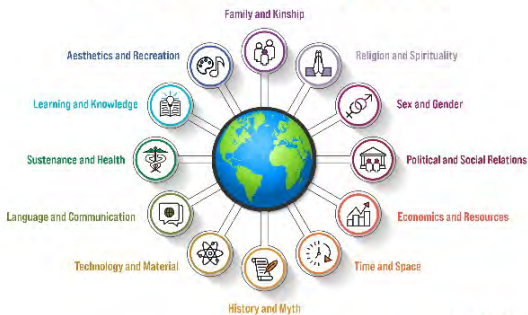 Family and Kinship
Aesthetics and Recreation
Religion and Spirituality
Learning and Knowledge
Sex and Gender
Sustenance and Health
Political and Social Relations
Language and Communication
Economics and Resources
Technology and Material
Time and Space
History and Myth